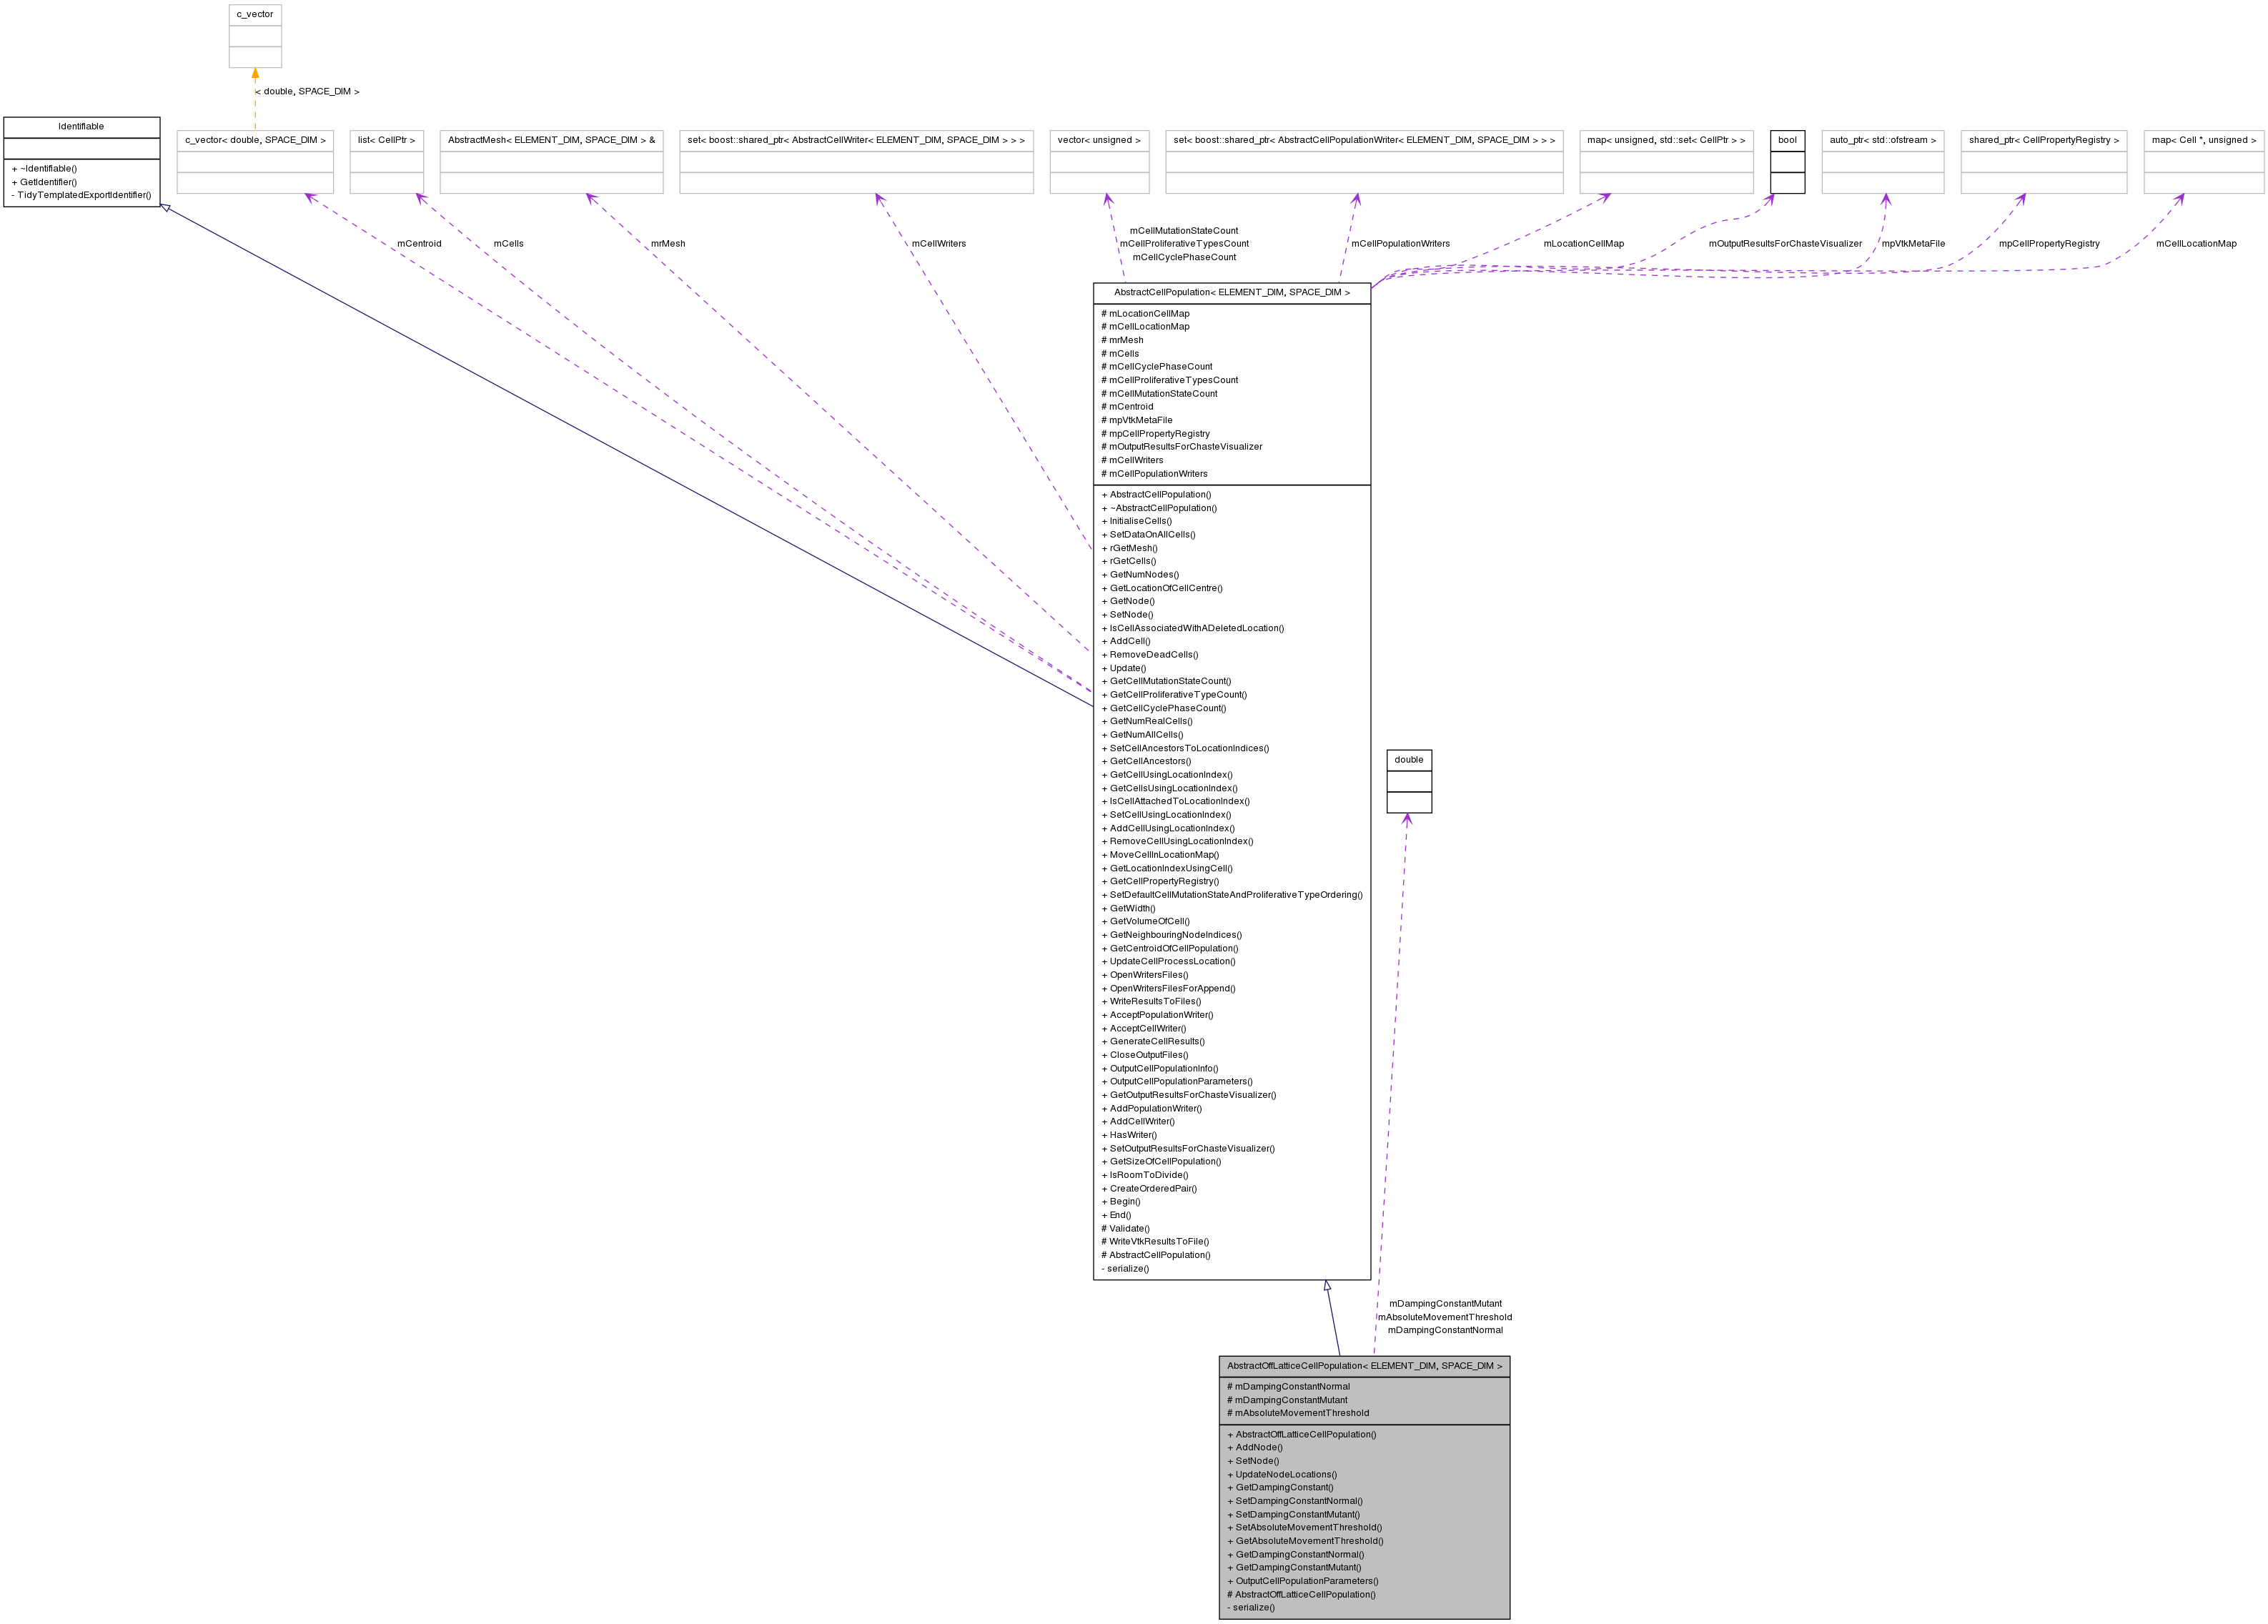 c_vector
< double, SPACE_DIM >
Identifiable
+ ~Identifiable()
+ GetIdentifier()
- TidyTemplatedExportIdentifier()
c_vector< double, SPACE_DIM >
list< CellPtr >
AbstractMesh< ELEMENT_DIM, SPACE_DIM > &
set< boost::shared_ptr< AbstractCellWriter< ELEMENT_DIM, SPACE_DIM > > >
vector< unsigned >
set< boost::shared_ptr< AbstractCellPopulationWriter< ELEMENT_DIM, SPACE_DIM > > >
map< unsigned, std::set< CellPtr > >
bool
auto_ptr< std::ofstream >
shared_ptr< CellPropertyRegistry >
map< Cell *, unsigned >
mCentroid
mCells
mrMesh
mCellWriters
mCellMutationStateCount
mCellProliferativeTypesCount
mCellCyclePhaseCount
mCellPopulationWriters
mLocationCellMap
mOutputResultsForChasteVisualizer
mpVtkMetaFile
mpCellPropertyRegistry
mCellLocationMap
AbstractCellPopulation< ELEMENT_DIM, SPACE_DIM >
# mLocationCellMap
# mCellLocationMap
# mrMesh
# mCells
# mCellCyclePhaseCount
# mCellProliferativeTypesCount
# mCellMutationStateCount
# mCentroid
# mpVtkMetaFile
# mpCellPropertyRegistry
# mOutputResultsForChasteVisualizer
# mCellWriters
# mCellPopulationWriters
+ AbstractCellPopulation()
+ ~AbstractCellPopulation()
+ InitialiseCells()
+ SetDataOnAllCells()
+ rGetMesh()
+ rGetCells()
+ GetNumNodes()
+ GetLocationOfCellCentre()
+ GetNode()
+ SetNode()
+ IsCellAssociatedWithADeletedLocation()
+ AddCell()
+ RemoveDeadCells()
+ Update()
+ GetCellMutationStateCount()
+ GetCellProliferativeTypeCount()
+ GetCellCyclePhaseCount()
+ GetNumRealCells()
+ GetNumAllCells()
+ SetCellAncestorsToLocationIndices()
+ GetCellAncestors()
+ GetCellUsingLocationIndex()
+ GetCellsUsingLocationIndex()
+ IsCellAttachedToLocationIndex()
+ SetCellUsingLocationIndex()
+ AddCellUsingLocationIndex()
+ RemoveCellUsingLocationIndex()
+ MoveCellInLocationMap()
+ GetLocationIndexUsingCell()
+ GetCellPropertyRegistry()
+ SetDefaultCellMutationStateAndProliferativeTypeOrdering()
+ GetWidth()
+ GetVolumeOfCell()
+ GetNeighbouringNodeIndices()
+ GetCentroidOfCellPopulation()
+ UpdateCellProcessLocation()
+ OpenWritersFiles()
+ OpenWritersFilesForAppend()
+ WriteResultsToFiles()
+ AcceptPopulationWriter()
+ AcceptCellWriter()
+ GenerateCellResults()
+ CloseOutputFiles()
+ OutputCellPopulationInfo()
+ OutputCellPopulationParameters()
+ GetOutputResultsForChasteVisualizer()
+ AddPopulationWriter()
+ AddCellWriter()
+ HasWriter()
+ SetOutputResultsForChasteVisualizer()
+ GetSizeOfCellPopulation()
+ IsRoomToDivide()
+ CreateOrderedPair()
+ Begin()
+ End()
# Validate()
# WriteVtkResultsToFile()
# AbstractCellPopulation()
- serialize()
double
mDampingConstantMutant
mAbsoluteMovementThreshold
mDampingConstantNormal
AbstractOffLatticeCellPopulation< ELEMENT_DIM, SPACE_DIM >
# mDampingConstantNormal
# mDampingConstantMutant
# mAbsoluteMovementThreshold
+ AbstractOffLatticeCellPopulation()
+ AddNode()
+ SetNode()
+ UpdateNodeLocations()
+ GetDampingConstant()
+ SetDampingConstantNormal()
+ SetDampingConstantMutant()
+ SetAbsoluteMovementThreshold()
+ GetAbsoluteMovementThreshold()
+ GetDampingConstantNormal()
+ GetDampingConstantMutant()
+ OutputCellPopulationParameters()
# AbstractOffLatticeCellPopulation()
- serialize()